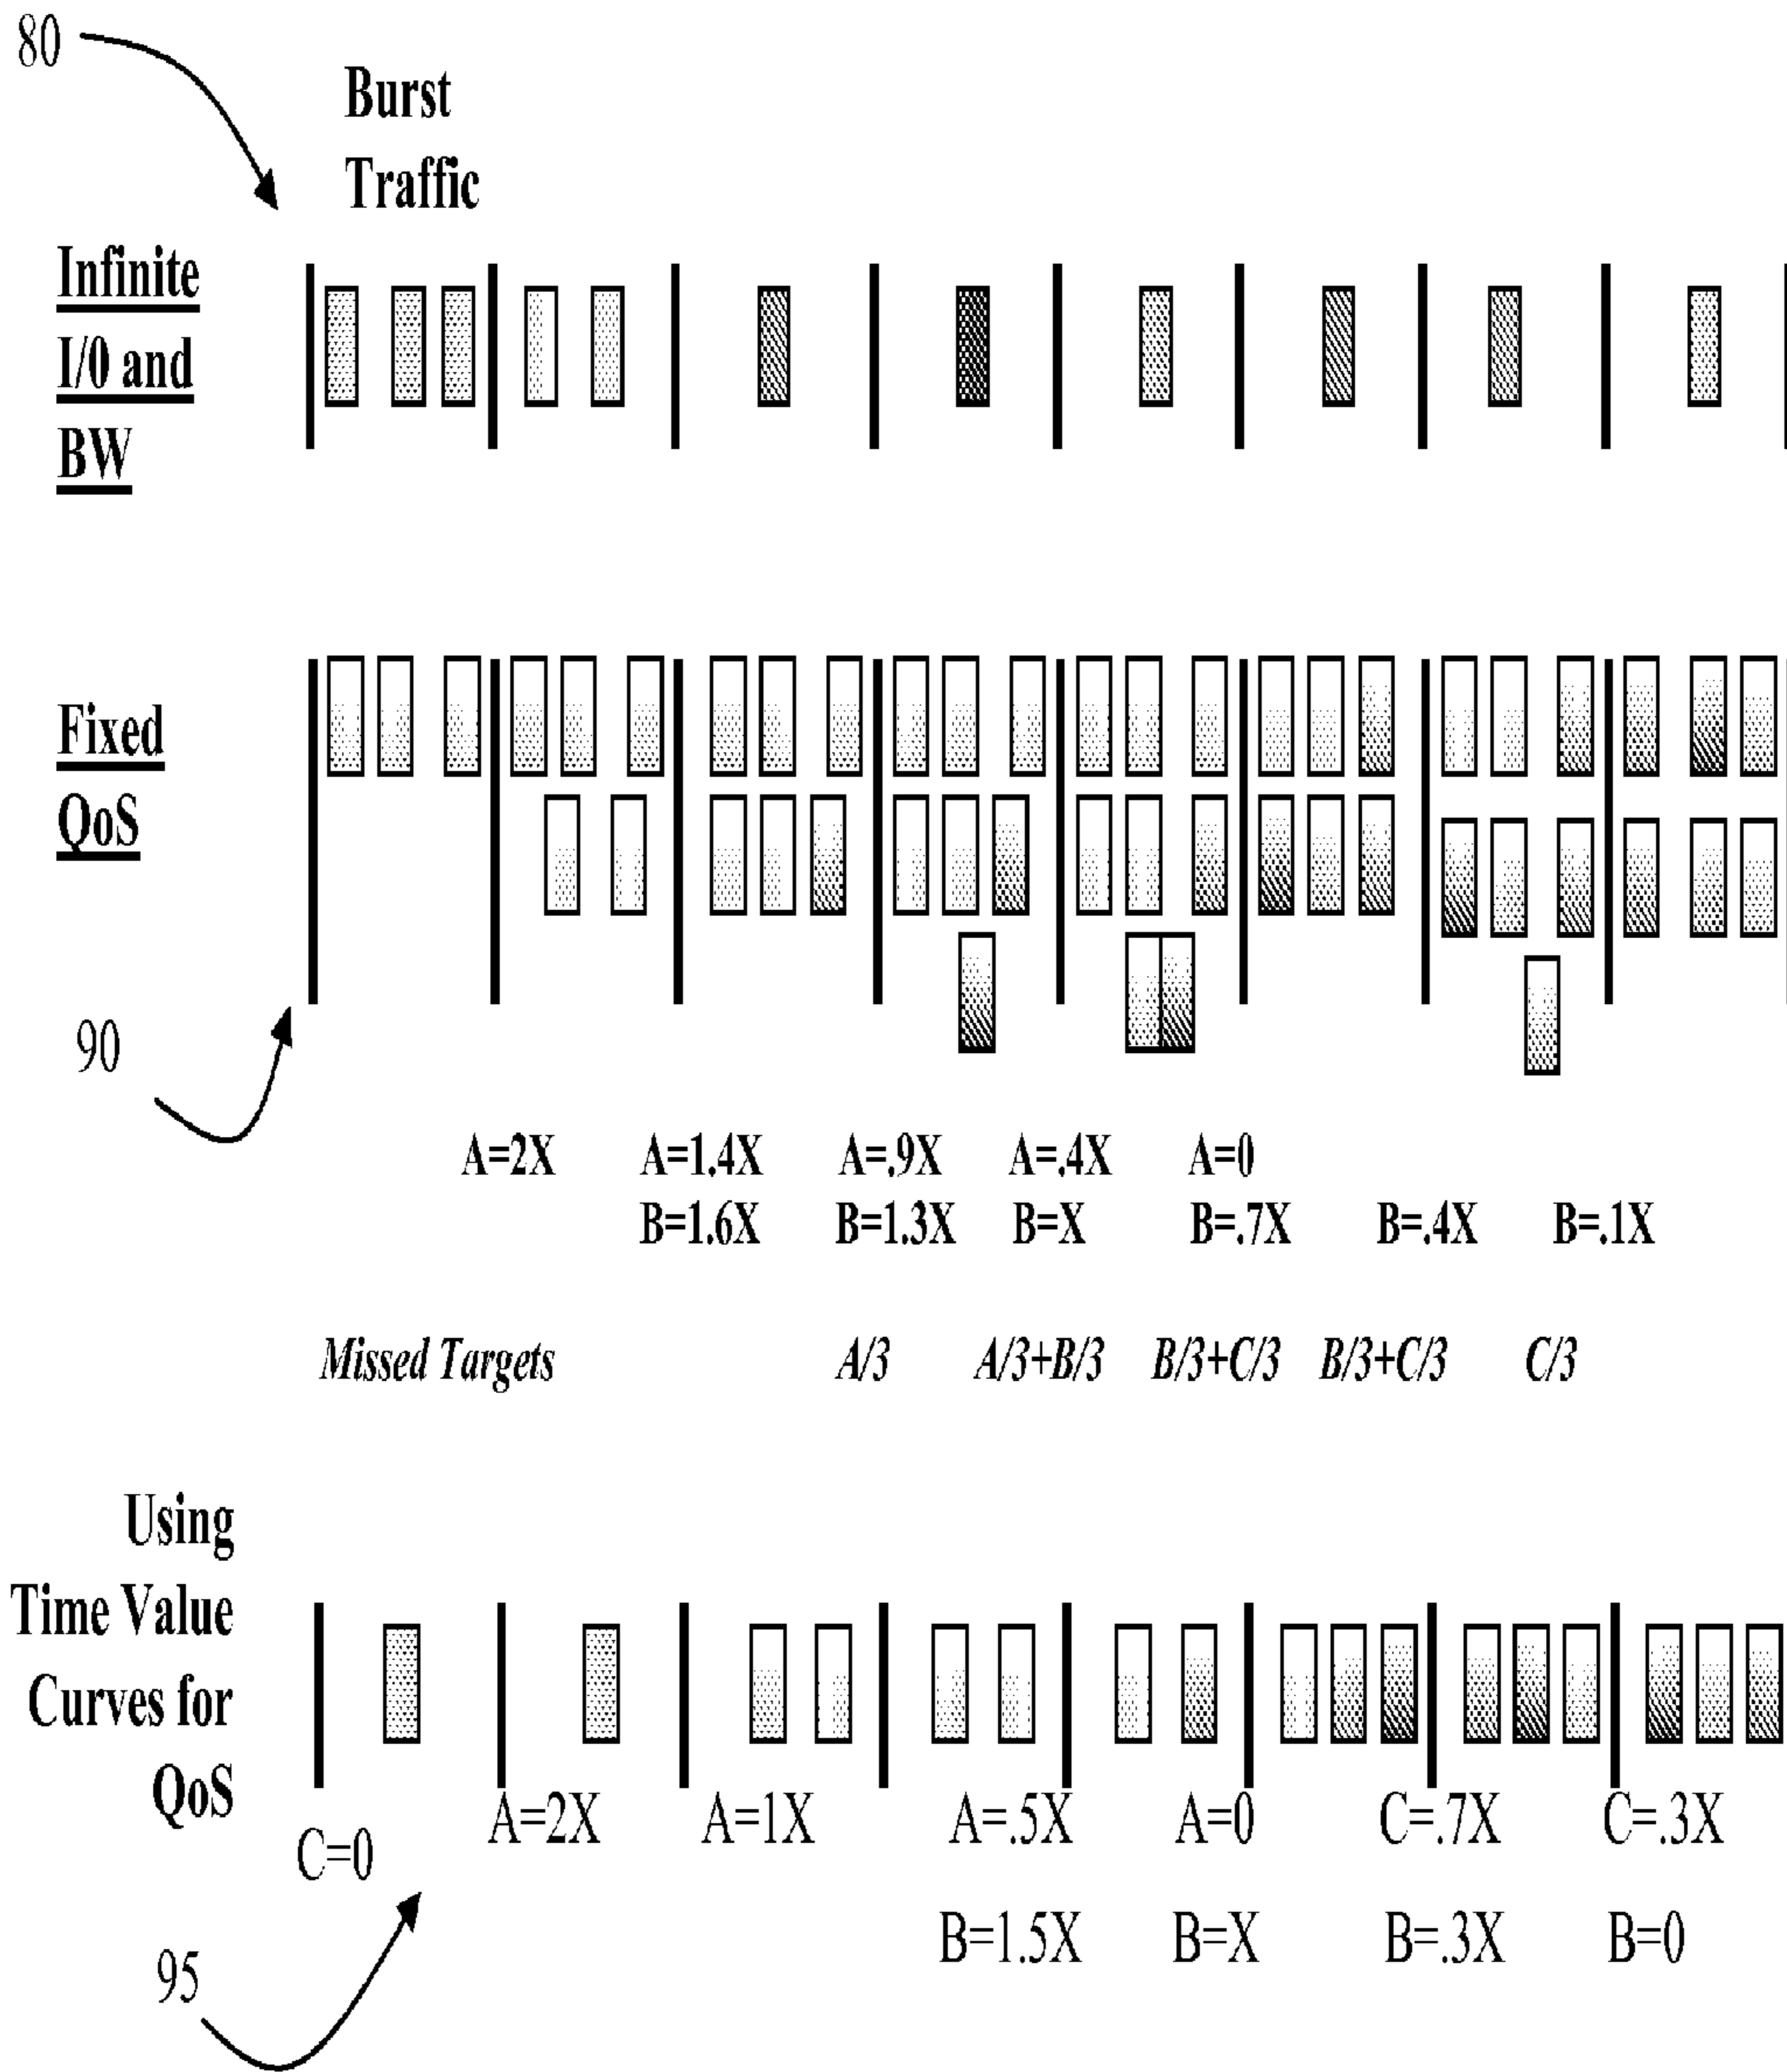 80
Burst
Traffic
Infinite
I/0 and
BW
Fixed
QoS
90
A=2X A=1.4X A=.9X A=.4X A=0
B=1.6X B=1.3X B=X B=.7X B=.4X B=.1X
Missed Targets A/3 A/3+B/3 B/3+C/3 B/3+C/3 C/3
Using
Time Value
Curves for
QoS
C=0 A=2X A=1X A=.5X A=0 C=.7X C=.3X
B=1.5X B=X B=.3X B=0
95